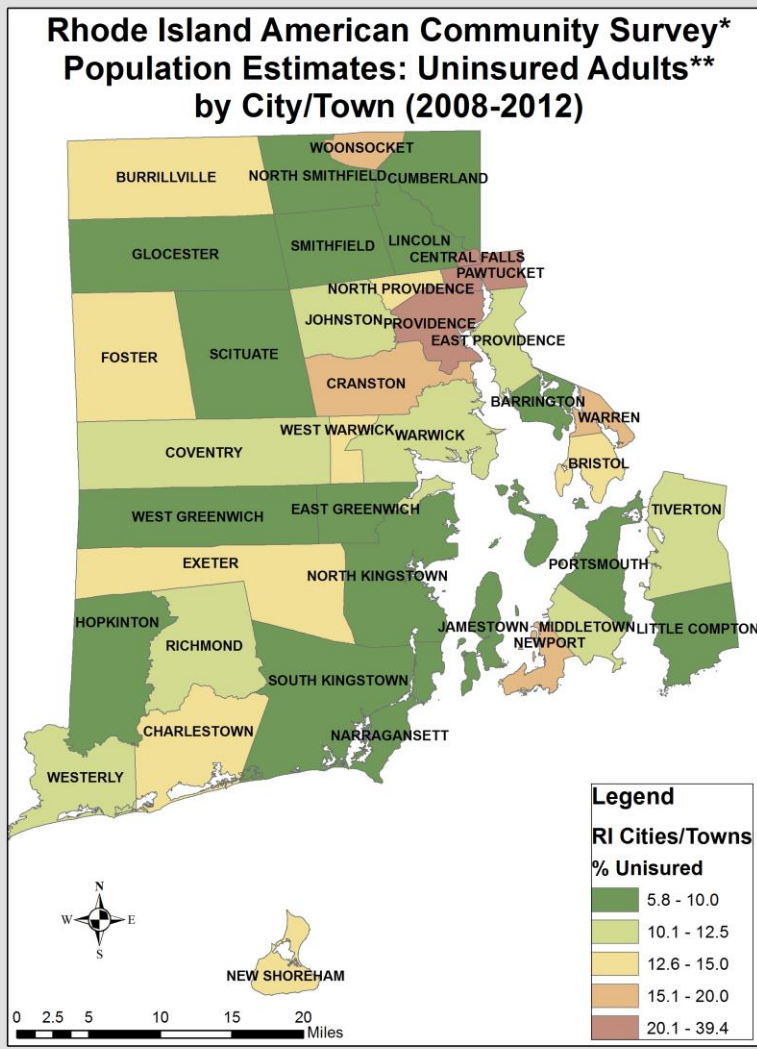 Rhode Island American Community Survey*
Population Estimates: Uninsured Adults**
by City/Town (2008-2012)
WOONSOCKET
BURRILLVILLE
NORTH SMITHFIELD
CUMBERLAND
GLOCESTER
SMITHFIELD
LINCOLN
CENTRAL FALLS
PAWTUCKET
NORTH PROVIDENCE
JOHNSTON
PROVIDENCE
EAST PROVIDENCE
FOSTER
SCITUATE
CRANSTON
BARRINGTON
WARREN
WEST WARWICK
WARWICK
COVENTRY
BRISTOL
WEST GREENWICH
EAST GREENWICH
TIVERTON
EXETER
NORTH KINGSTOWN
PORTSMOUTH
HOPKINTON
RICHMOND
JAMESTOWN
MIDDLETOWN
LITTLE COMPTON
NEWPORT
SOUTH KINGSTOWN
CHARLESTOWN
NARRAGANSETT
WESTERLY
Legend
RI Cities/Towns
% Unisured
5.8 - 10.0
10.1 - 12.5
12.6 - 15.0
15.1 - 20.0
20.1 - 39.4
N
W E
S
NEW SHOREHAM
0 2.5 5 10 15 20
Miles